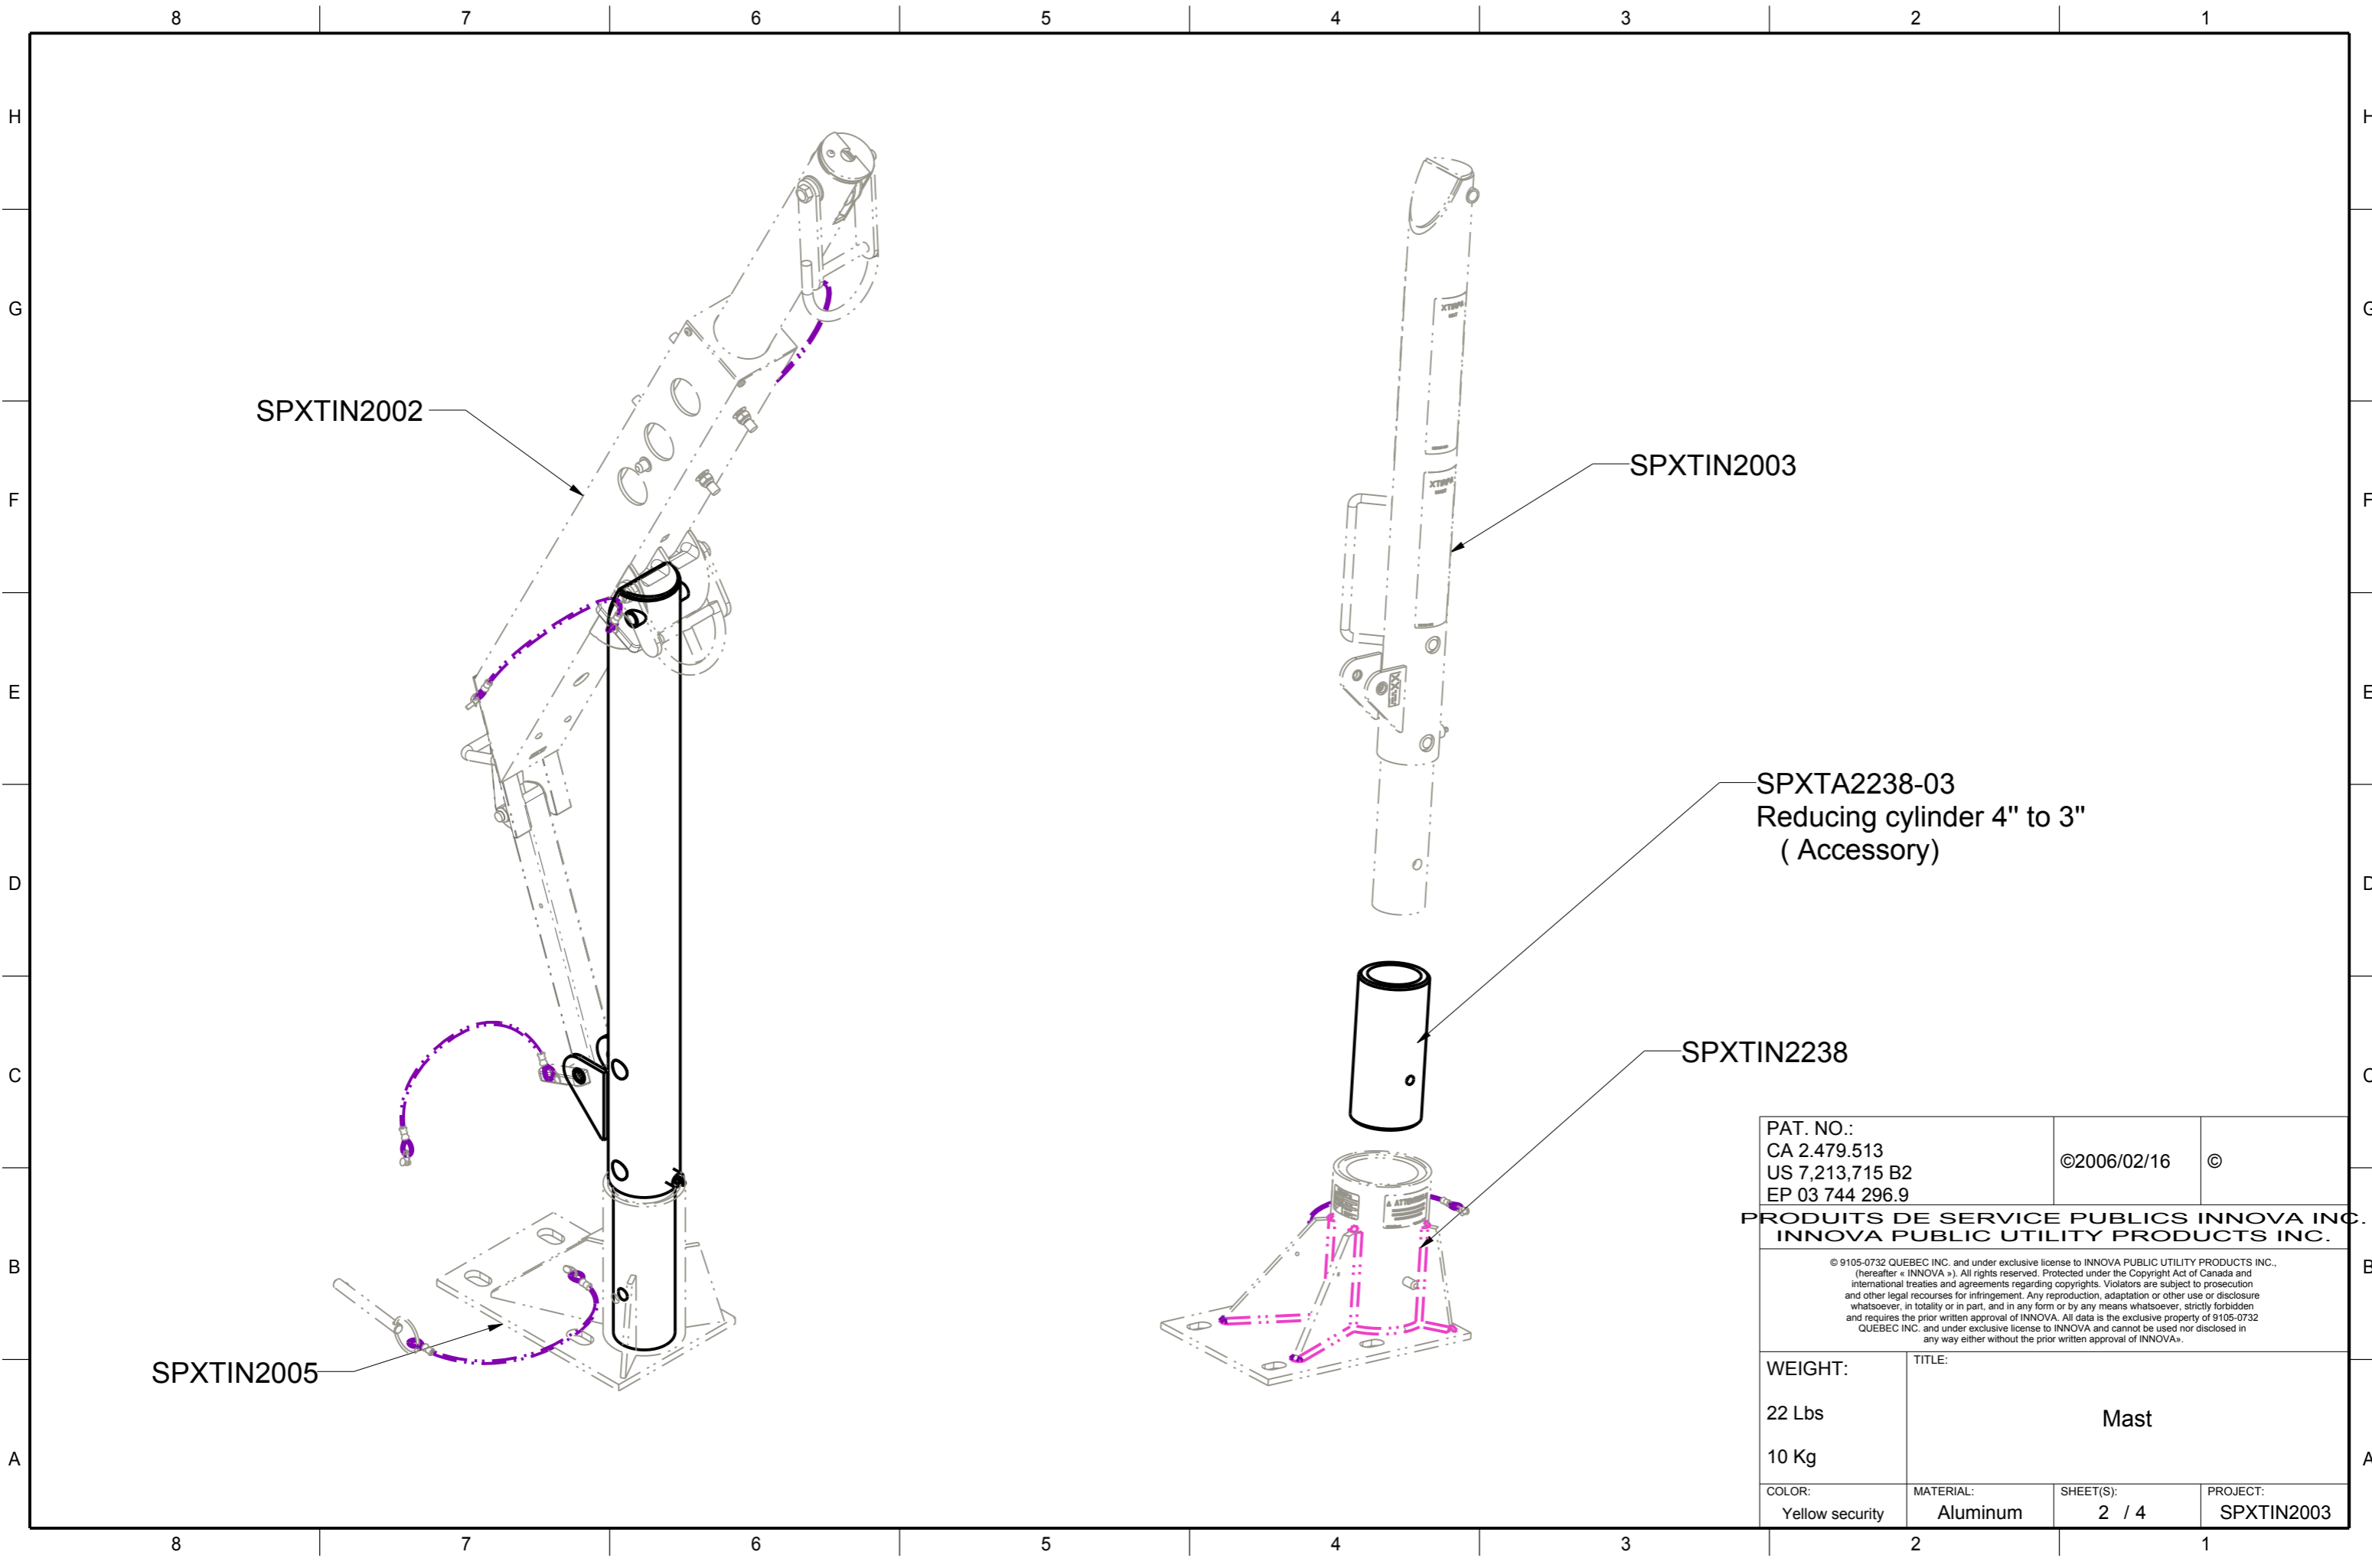 8 7 6 5 4 3 2 1
H H
G G
F F
E E
D D
C C
B B
A A
SPXTIN2002
SPXTIN2003
SPXTA2238-03
Reducing cylinder 4" to 3"
( Accessory)
SPXTIN2238
SPXTIN2005
PAT. NO.:
CA 2.479.513
US 7,213,715 B2
EP 03 744 296.9
©2006/02/16
©
PRODUITS DE SERVICE PUBLICS INNOVA INC.
INNOVA PUBLIC UTILITY PRODUCTS INC.
© 9105-0732 QUEBEC INC. and under exclusive license to INNOVA PUBLIC UTILITY PRODUCTS INC.,
(hereafter « INNOVA »). All rights reserved. Protected under the Copyright Act of Canada and
international treaties and agreements regarding copyrights. Violators are subject to prosecution
and other legal recourses for infringement. Any reproduction, adaptation or other use or disclosure
whatsoever, in totality or in part, and in any form or by any means whatsoever, strictly forbidden
and requires the prior written approval of INNOVA. All data is the exclusive property of 9105-0732
QUEBEC INC. and under exclusive license to INNOVA and cannot be used nor disclosed in
any way either without the prior written approval of INNOVA».
WEIGHT:
22 Lbs
10 Kg
TITLE:
Mast
COLOR:
Yellow security
MATERIAL:
Aluminum
SHEET(S):
2 / 4
PROJECT:
SPXTIN2003
8 7 6 5 4 3 2 1